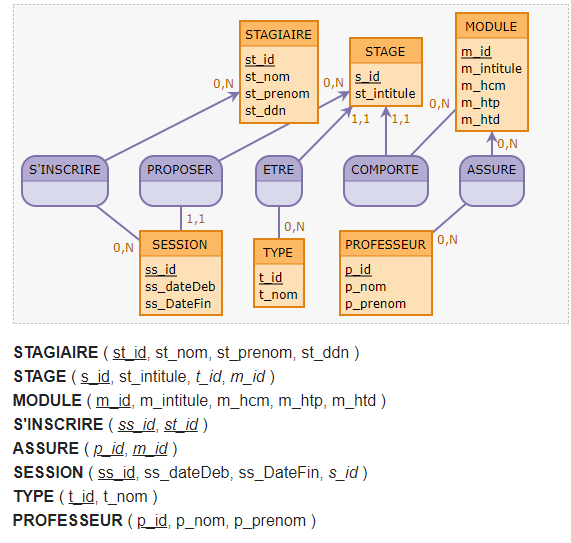 STAGIAIRE
st_id
st_nom
st_prenom
st_ddn
STAGE
s_id
st_intitule
MODULE
m_id
m_intitule
m_hcm
m_htp
m_htd
0,N
0,N
0,N
1,1
1,1
0,N
S'INSCRIRE
PROPOSER
ETRE
COMPORTE
ASSURE
0,N
1,1
0,N
0,N
SESSION
ss_id
ss_dateDeb
ss_DateFin
TYPE
t_id
t_nom
PROFESSEUR
p_id
p_nom
p_prenom
STAGIAIRE ( st_id, st_nom, st_prenom, st_ddn )
STAGE ( s_id, st_intitule, t_id, m_id )
MODULE ( m_id, m_intitule, m_hcm, m_htp, m_htd )
S'INSCRIRE ( ss_id, st_id )
ASSURE ( p_id, m_id )
SESSION ( ss_id, ss_dateDeb, ss_DateFin, s_id )
TYPE ( t_id, t_nom )
PROFESSEUR ( p_id, p_nom, p_prenom )